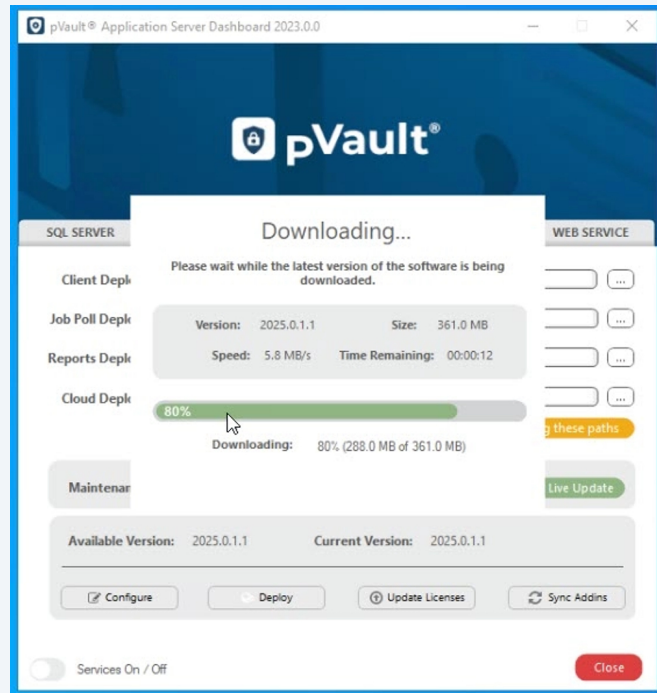 pVault® Application Server Dashboard 2023.0.0
pVault®
SQL SERVER
WEB SERVICE
Downloading...
Please wait while the latest version of the software is being
downloaded.
Client Depl
...
Version: 2025.0.1.1 Size: 361.0 MB
Job Poll Depl
...
Speed: 5.8 MB/s Time Remaining: 00:00:12
Reports Depl
...
Cloud Depl
...
80%
g these paths
Downloading: 80% (288.0 MB of 361.0 MB)
Maintenar
Live Update
Available Version: 2025.0.1.1 Current Version: 2025.0.1.1
Configure Deploy Update Licenses Sync Addins
Services On / Off
Close